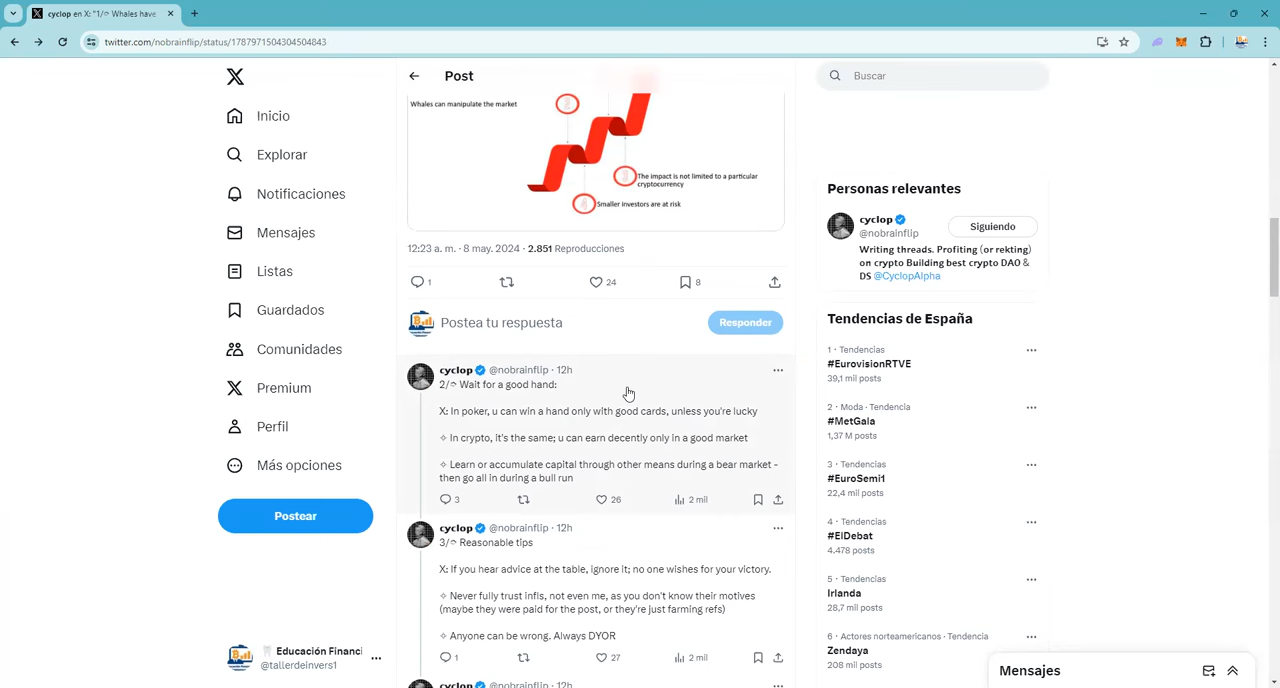 cyclop en X: "1/ Whales have
twitter.com/nobrainflip/status/1787971504304504843
Inicio
Explorar
Notificaciones
Mensajes
Listas
Guardados
Comunidades
Premium
Perfil
Más opciones
Postear
Educación Financi
@tallerdeinvers1
Post
Whales can manipulate the market
2
3
The impact is not limited to a particular
cryptocurrency
4
Smaller investors are at risk
12:23 a. m. · 8 may. 2024 · 2.851 Reproducciones
1
24
8
Postea tu respuesta
Responder
cyclop @nobrainflip · 12h
2/ Wait for a good hand:
X: In poker, u can win a hand only with good cards, unless you're lucky
✧ In crypto, it's the same; u can earn decently only in a good market
✧ Learn or accumulate capital through other means during a bear market -
then go all in during a bull run
3
26
2 mil
cyclop @nobrainflip · 12h
3/ Reasonable tips
X: If you hear advice at the table, ignore it; no one wishes for your victory.
✧ Never fully trust infls, not even me, as you don't know their motives
(maybe they were paid for the post, or they're just farming refs)
✧ Anyone can be wrong. Always DYOR
1
27
2 mil
cyclop @nobrainflip · 12h
Buscar
Personas relevantes
cyclop
@nobrainflip
Siguiendo
Writing threads. Profiting (or rekting)
on crypto Building best crypto DAO &
DS @CyclopAlpha
Tendencias de España
1 · Tendencias
#EurovisionRTVE
39,1 mil posts
2 · Moda · Tendencia
#MetGala
1,37 M posts
3 · Tendencias
#EuroSemi1
22,4 mil posts
4 · Tendencias
#ElDebat
4.478 posts
5 · Tendencias
Irlanda
28,7 mil posts
6 · Actores norteamericanos · Tendencia
Zendaya
208 mil posts
Mensajes